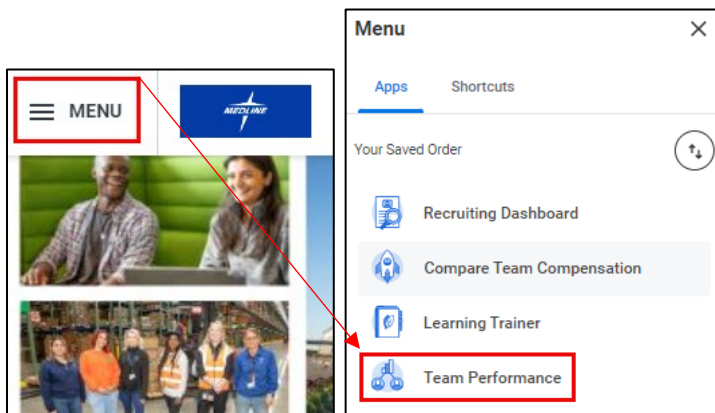 MENU
MEDLINE
Menu
Apps
Shortcuts
Your Saved Order
Recruiting Dashboard
Compare Team Compensation
Learning Trainer
Team Performance